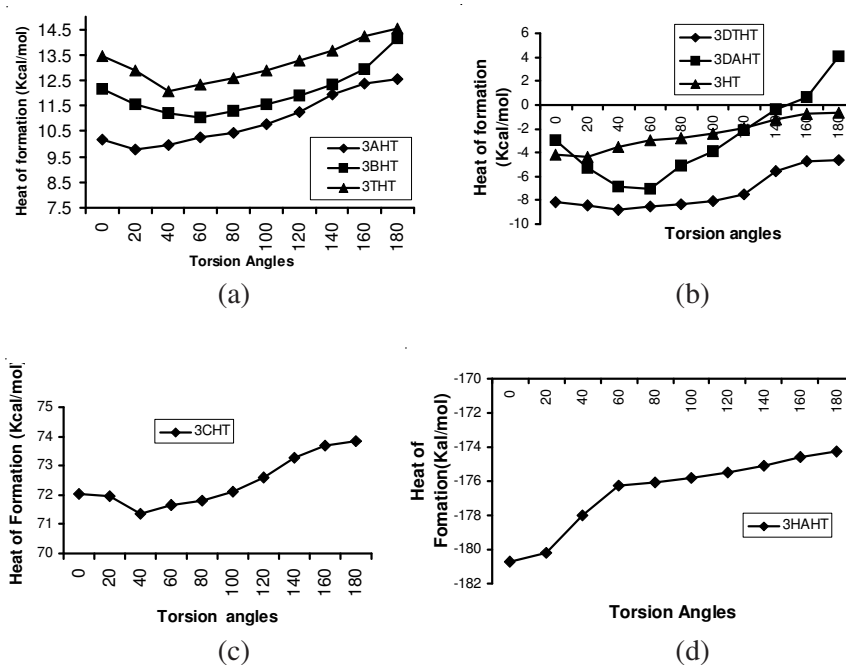 Heat of formation (Kcal/mol)
14.5
13.5
12.5
11.5
10.5
9.5
8.5
7.5
3AHT
3BHT
3THT
0 20 40 60 80 100 120 140 160 180
Torsion Angles
(a)
Heat of formation
(Kcal/mol)
6
4
2
0
-2
-4
-6
-8
-10
3DTHT
3DAHT
3HT
0 20 40 60 80 100 120 140 160 180
Torsion angles
(b)
Heat of Formation (Kcal/mol)
75
74
73
72
71
70
3CHT
0 20 40 60 80 100 120 140 160 180
Torsion angles
(c)
Heat of
Fomation(Kal/mol)
-170
-172
-174
-176
-178
-180
-182
0 20 40 60 80 100 120 140 160 180
3HAHT
Torsion Angles
(d)